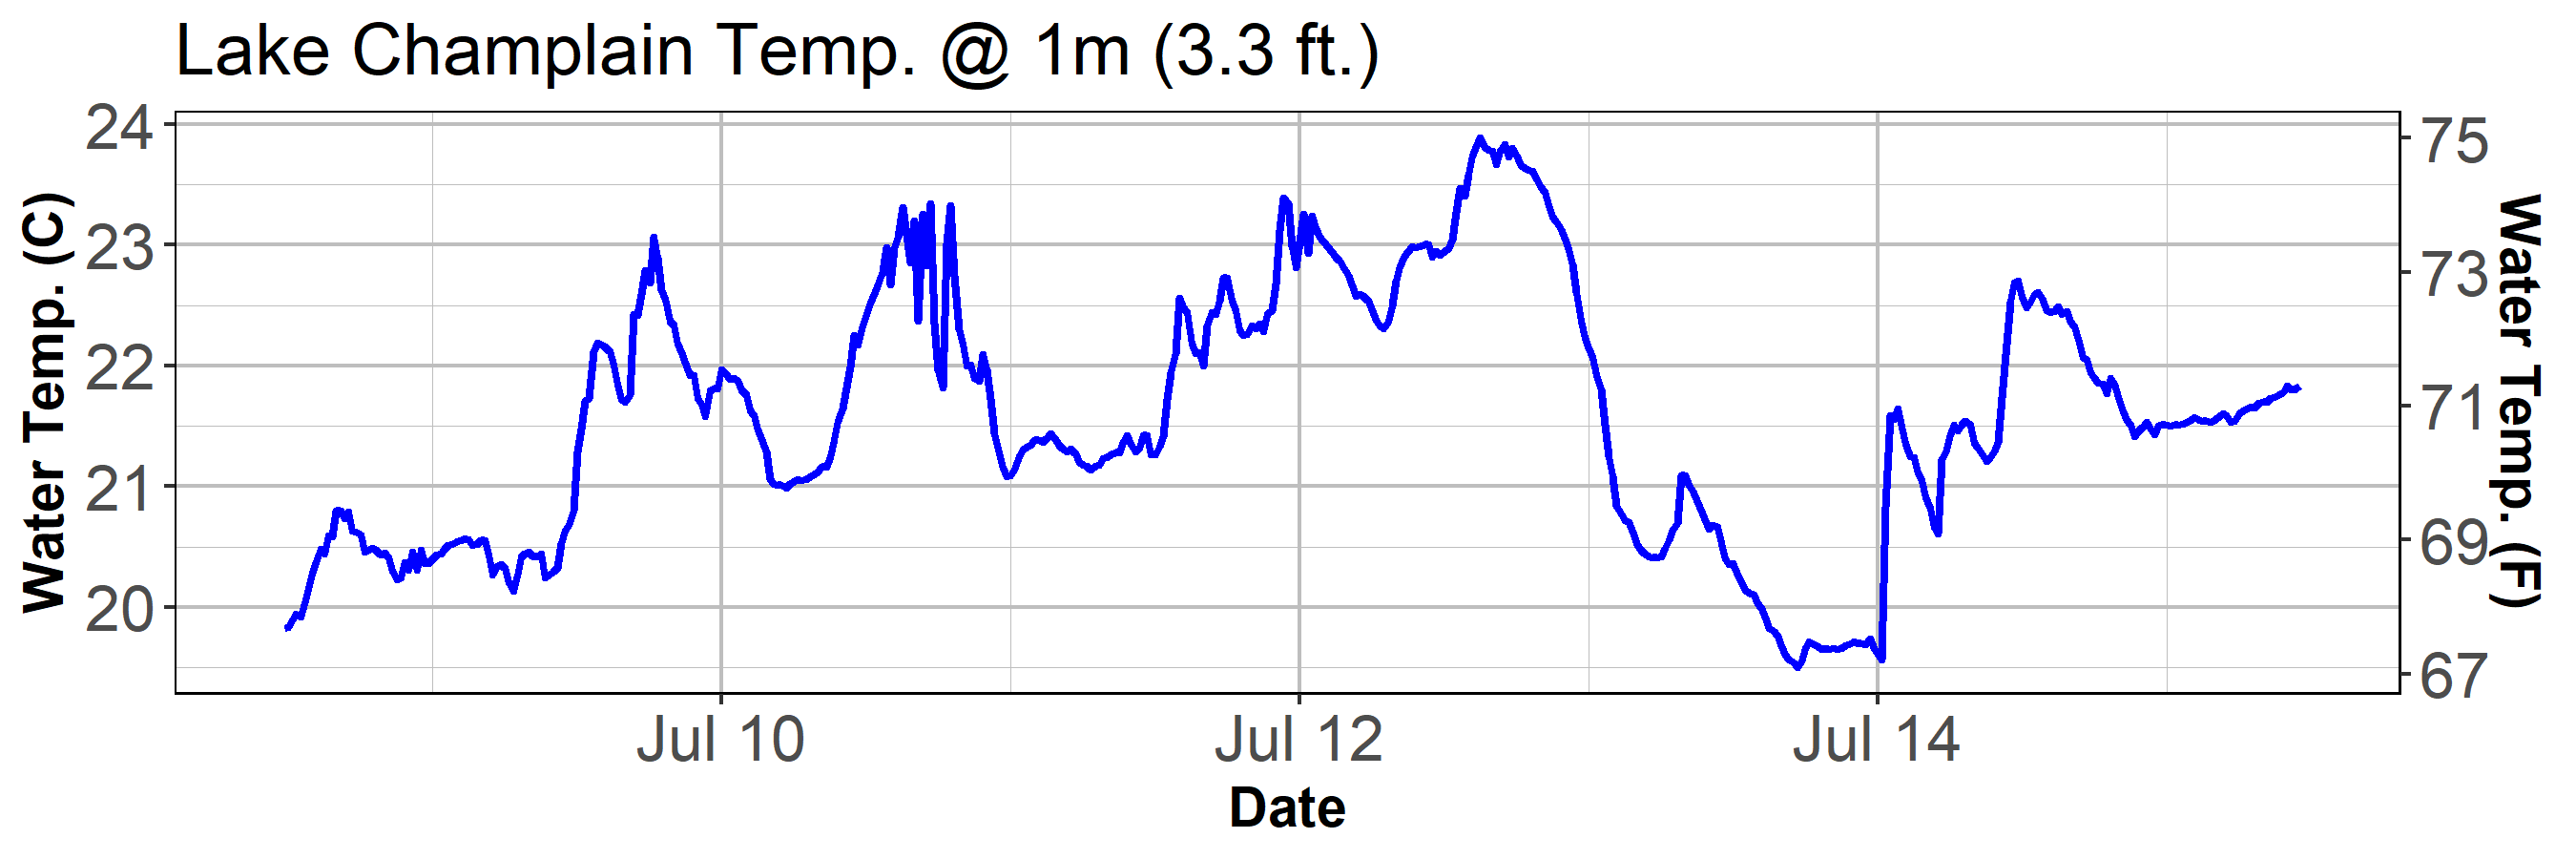 Lake Champlain Temp. @ 1m (3.3 ft.)
Water Temp. (C)
24
23
22
21
20
75
73
71
69
67
Water Temp. (F)
Jul 10
Jul 12
Jul 14
Date